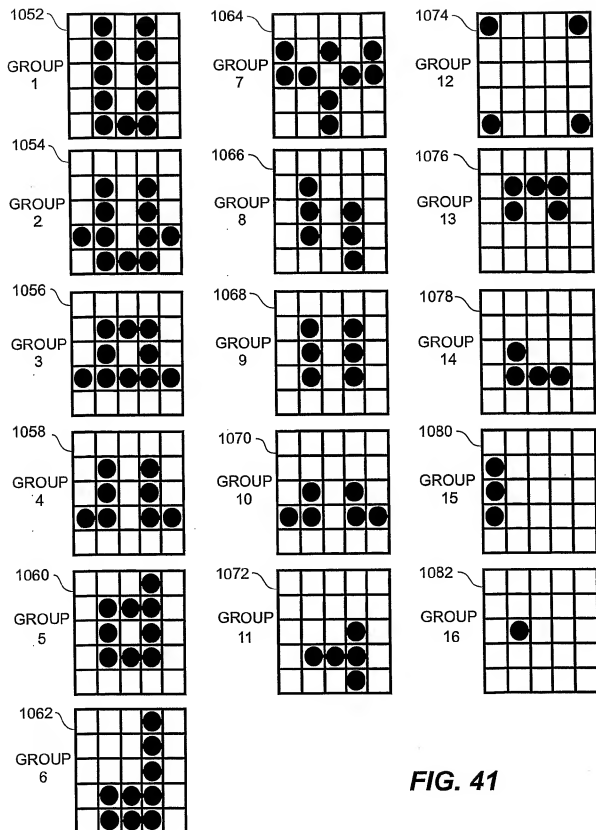 1052
GROUP
1
1054
GROUP
2
1056
GROUP
3
1058
GROUP
4
1060
GROUP
5
1062
GROUP
6
1064
GROUP
7
1066
GROUP
8
1068
GROUP
9
1070
GROUP
10
1072
GROUP
11
1074
GROUP
12
1076
GROUP
13
1078
GROUP
14
1080
GROUP
15
1082
GROUP
16
FIG. 41